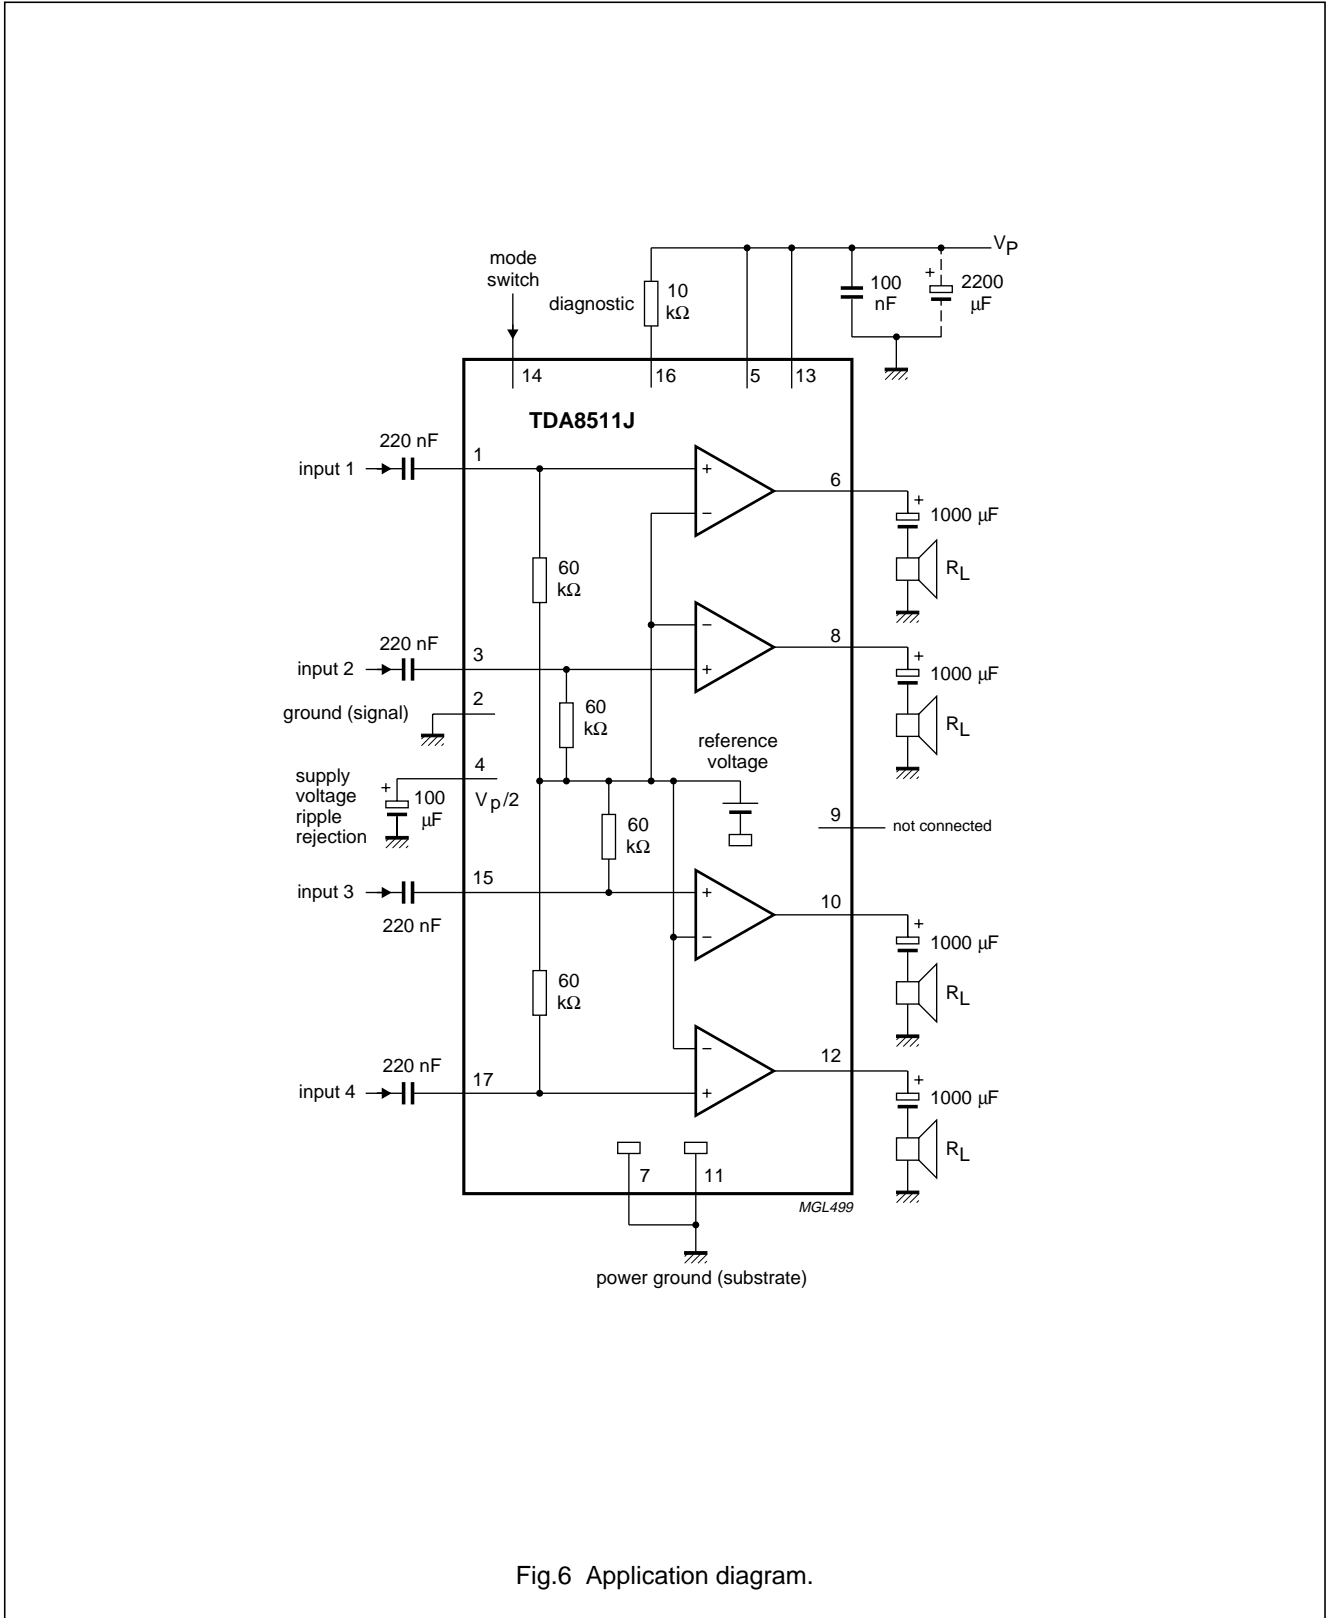 V_P
mode
switch
diagnostic
10
kΩ
100
nF
+
2200
μF
14
16
5
13
TDA8511J
220 nF
input 1
1
+
−
6
+
1000 μF
R_L
60
kΩ
220 nF
input 2
3
−
+
8
+
1000 μF
R_L
2
ground (signal)
60
kΩ
reference
voltage
supply
voltage
ripple
rejection
+
100
μF
4
V_p/2
60
kΩ
9
not connected
input 3
15
220 nF
+
−
10
+
1000 μF
R_L
60
kΩ
220 nF
input 4
17
−
+
12
+
1000 μF
R_L
7
11
MGL499
power ground (substrate)
Fig.6 Application diagram.